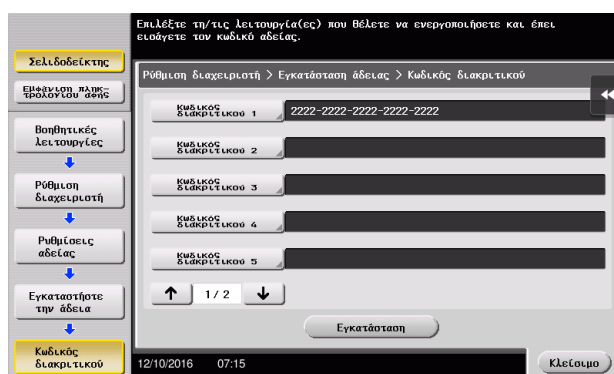 Επιλέξτε τη/τις λειτουργία(ες) που θέλετε να ενεργοποιήσετε και έπει
εισάγετε τον κωδικό αδείας.
Σελιδοδείκτης
Εμφάνιση πληκ-
τρολογίου αφής
Ρύθμιση διαχειριστή > Εγκατάσταση άδειας > Κωδικός διακριτικού
Κωδικός
διακριτικού 1
2222-2222-2222-2222-2222
Βοηθητικές
λειτουργίες
Κωδικός
διακριτικού 2
Ρύθμιση
διαχειριστή
Κωδικός
διακριτικού 3
Κωδικός
διακριτικού 4
Ρυθμίσεις
αδείας
Κωδικός
διακριτικού 5
Εγκαταστήστε
την άδεια
1/ 2
Εγκατάσταση
Κωδικός
διακριτικού
12/10/2016 07:15
Κλείσιμο